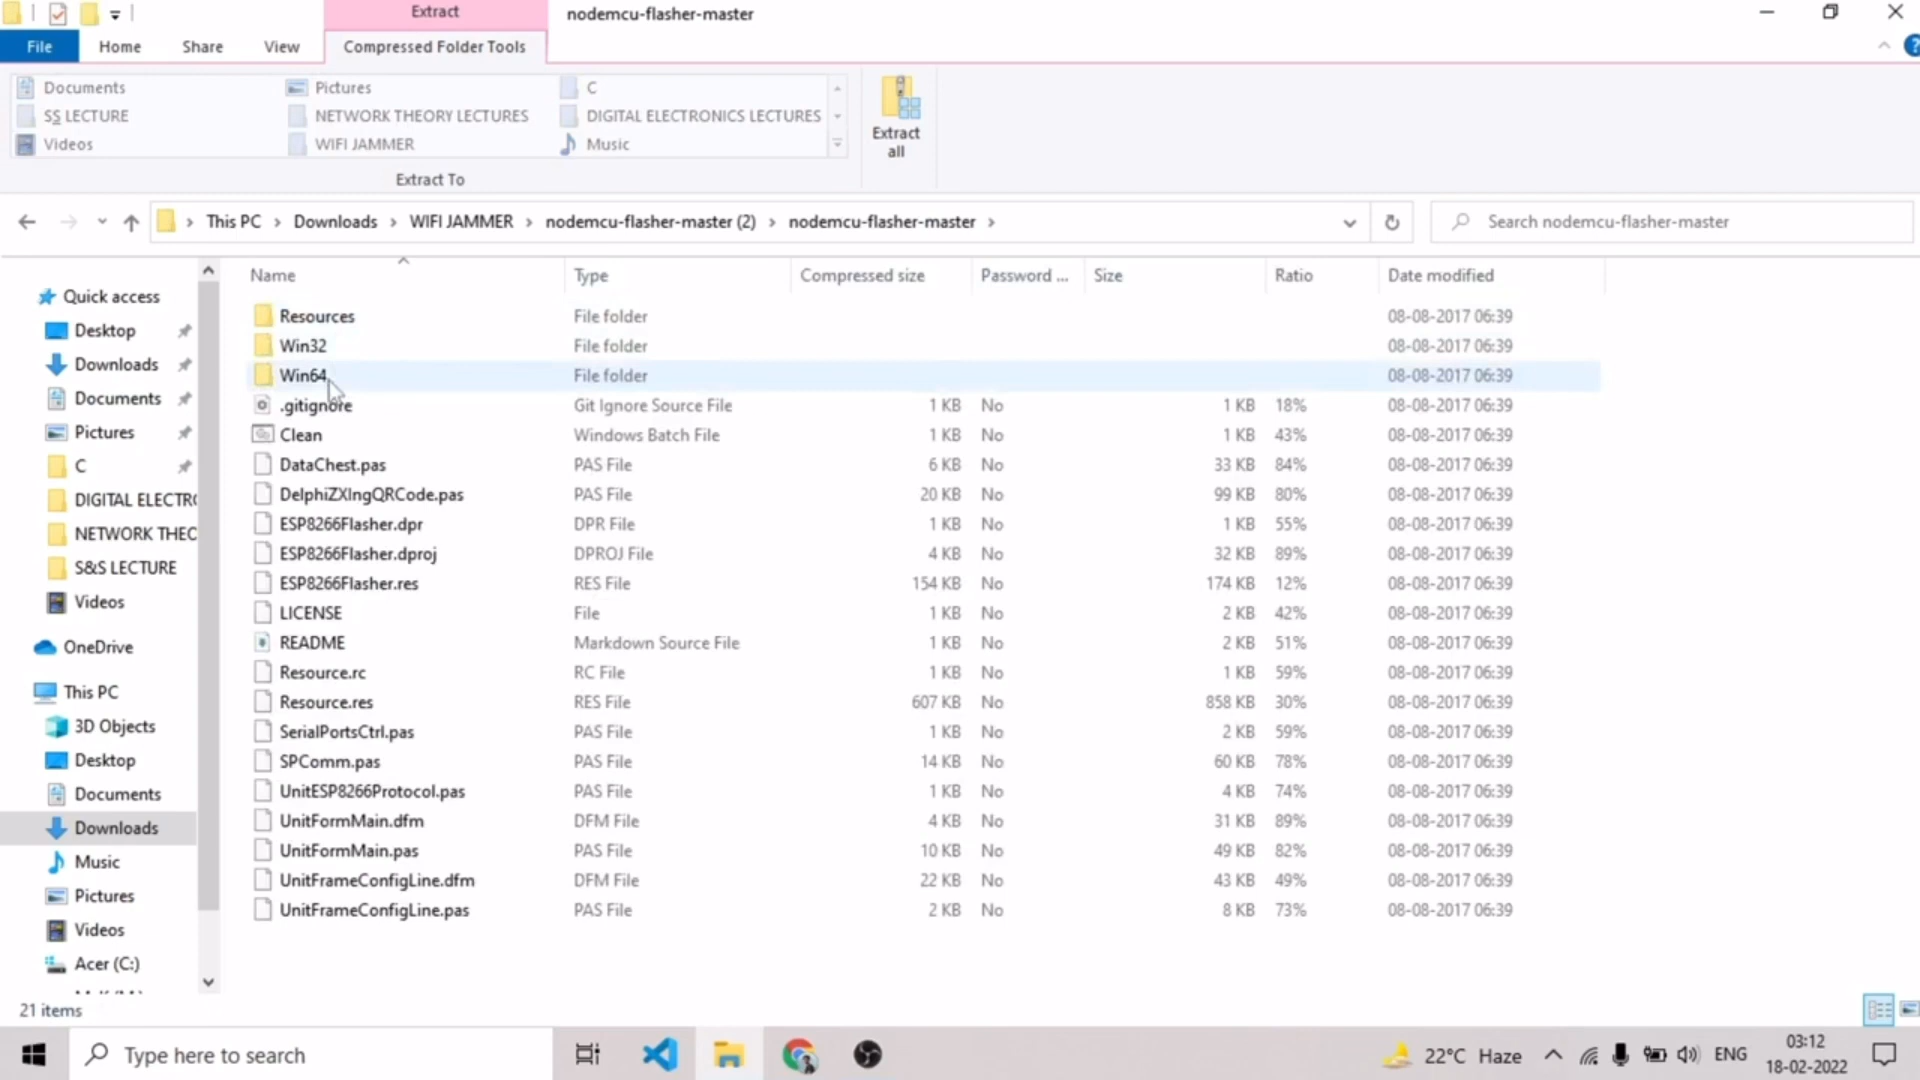 Extract
nodemcu-flasher-master
File
Home
Share
View
Compressed Folder Tools
Documents
Pictures
C
SS LECTURE
NETWORK THEORY LECTURES
DIGITAL ELECTRONICS LECTURES
Videos
WIFI JAMMER
Music
Extract
all
Extract To
This PC
Downloads
WIFI JAMMER
nodemcu-flasher-master (2)
nodemcu-flasher-master
Search nodemcu-flasher-master
Name Type Compressed size Password ... Size Ratio Date modified
Resources File folder 08-08-2017 06:39
Win32 File folder 08-08-2017 06:39
Win64 File folder 08-08-2017 06:39
.gitignore Git Ignore Source File 1 KB No 1 KB 18% 08-08-2017 06:39
Clean Windows Batch File 1 KB No 1 KB 43% 08-08-2017 06:39
DataChest.pas PAS File 6 KB No 33 KB 84% 08-08-2017 06:39
DelphiZXIngQRCode.pas PAS File 20 KB No 99 KB 80% 08-08-2017 06:39
ESP8266Flasher.dpr DPR File 1 KB No 1 KB 55% 08-08-2017 06:39
ESP8266Flasher.dproj DPROJ File 4 KB No 32 KB 89% 08-08-2017 06:39
ESP8266Flasher.res RES File 154 KB No 174 KB 12% 08-08-2017 06:39
LICENSE File 1 KB No 2 KB 42% 08-08-2017 06:39
README Markdown Source File 1 KB No 2 KB 51% 08-08-2017 06:39
Resource.rc RC File 1 KB No 1 KB 59% 08-08-2017 06:39
Resource.res RES File 607 KB No 858 KB 30% 08-08-2017 06:39
SerialPortsCtrl.pas PAS File 1 KB No 2 KB 59% 08-08-2017 06:39
SPComm.pas PAS File 14 KB No 60 KB 78% 08-08-2017 06:39
UnitESP8266Protocol.pas PAS File 1 KB No 4 KB 74% 08-08-2017 06:39
UnitFormMain.dfm DFM File 4 KB No 31 KB 89% 08-08-2017 06:39
UnitFormMain.pas PAS File 10 KB No 49 KB 82% 08-08-2017 06:39
UnitFrameConfigLine.dfm DFM File 22 KB No 43 KB 49% 08-08-2017 06:39
UnitFrameConfigLine.pas PAS File 2 KB No 8 KB 73% 08-08-2017 06:39
Quick access
Desktop
Downloads
Documents
Pictures
C
DIGITAL ELECTR
NETWORK THEO
S&S LECTURE
Videos
OneDrive
This PC
3D Objects
Desktop
Documents
Downloads
Music
Pictures
Videos
Acer (C:)
21 items
Type here to search
22°C Haze
ENG
03:12
18-02-2022